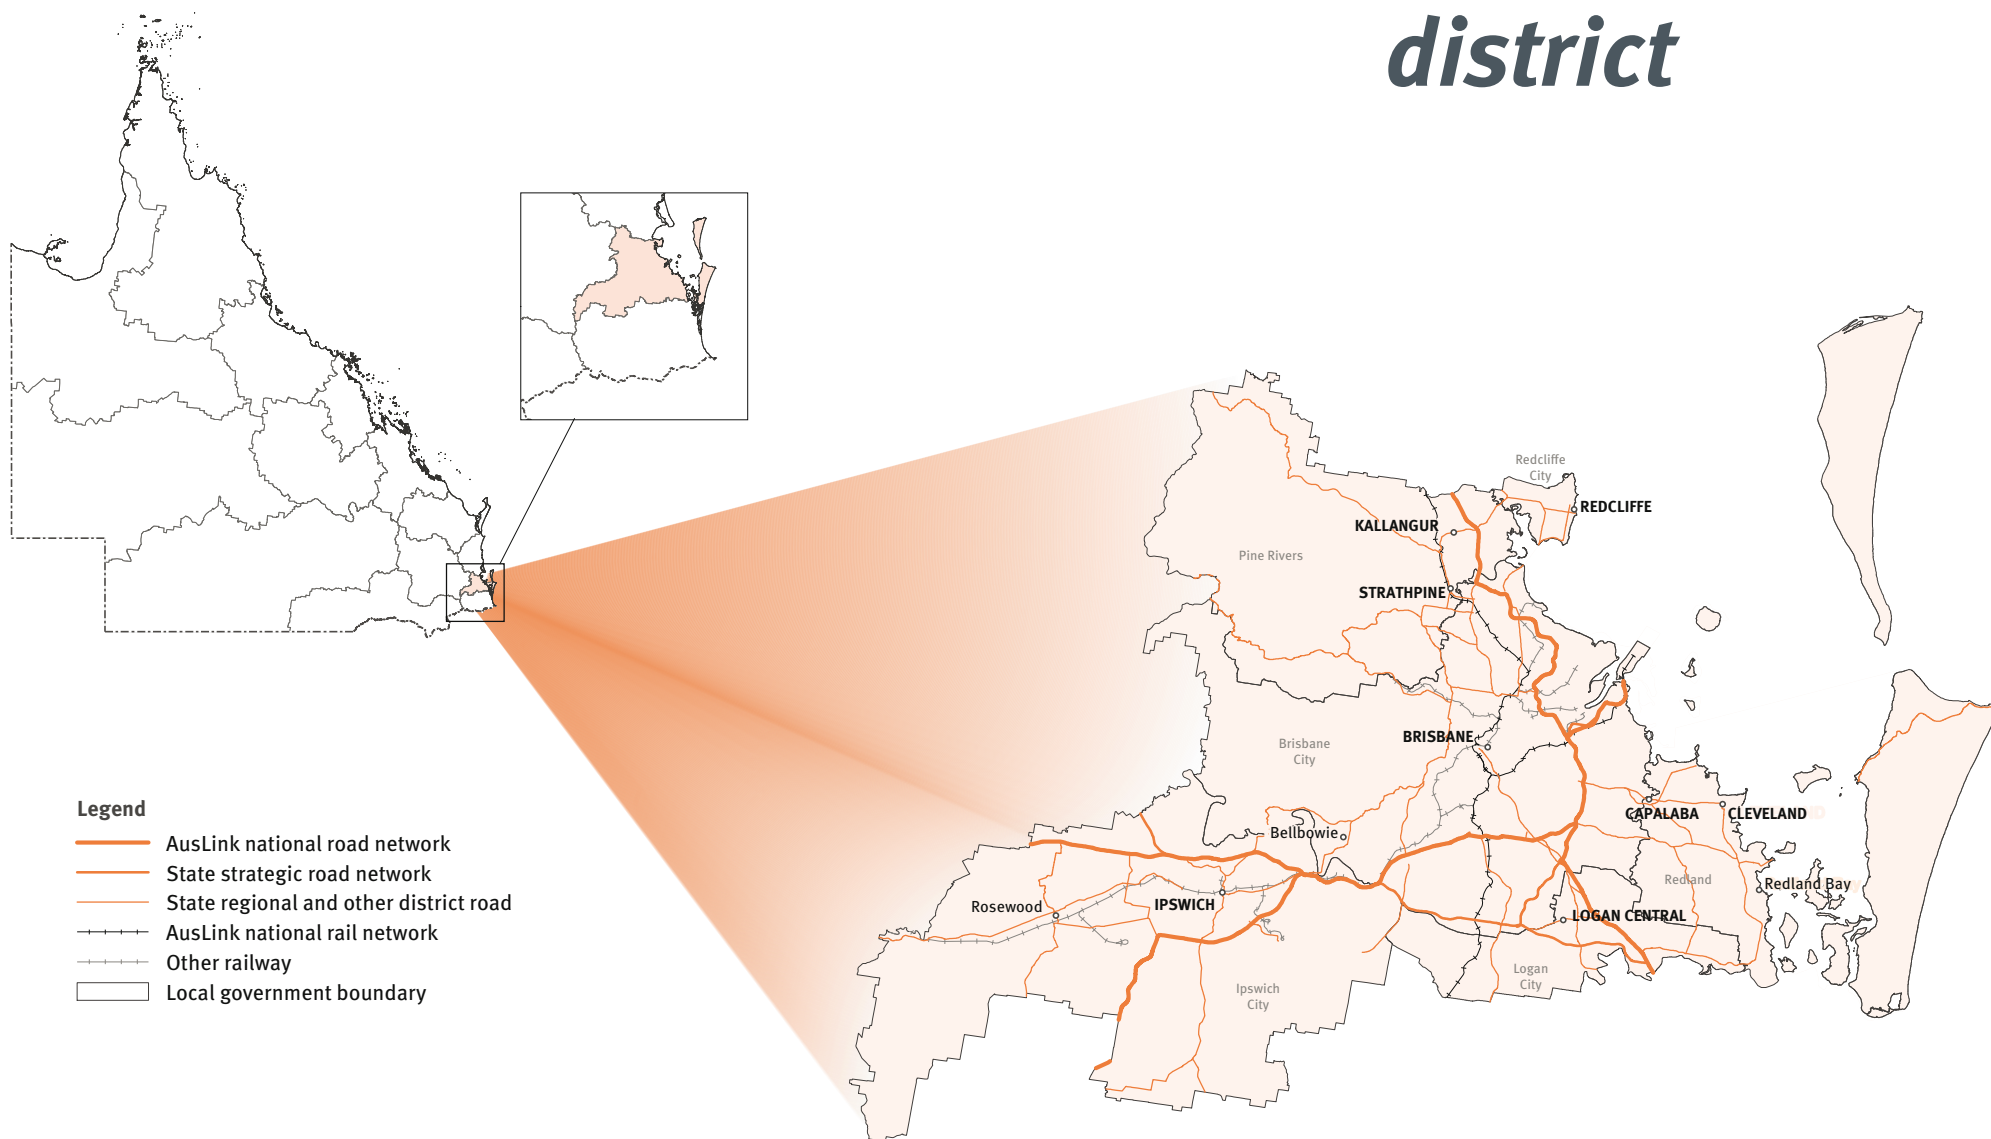 district
Redcliffe
City
REDCLIFFE
KALLANGUR
Pine Rivers
STRATHPINE
BRISBANE
Brisbane
City
Legend
AusLink national road network
State strategic road network
State regional and other district road
AusLink national rail network
Other railway
Local government boundary
CAPALABA
CLEVELAND
Bellbowie
Redland
Redland Bay
Rosewood
IPSWICH
LOGAN CENTRAL
Logan
City
Ipswich
City